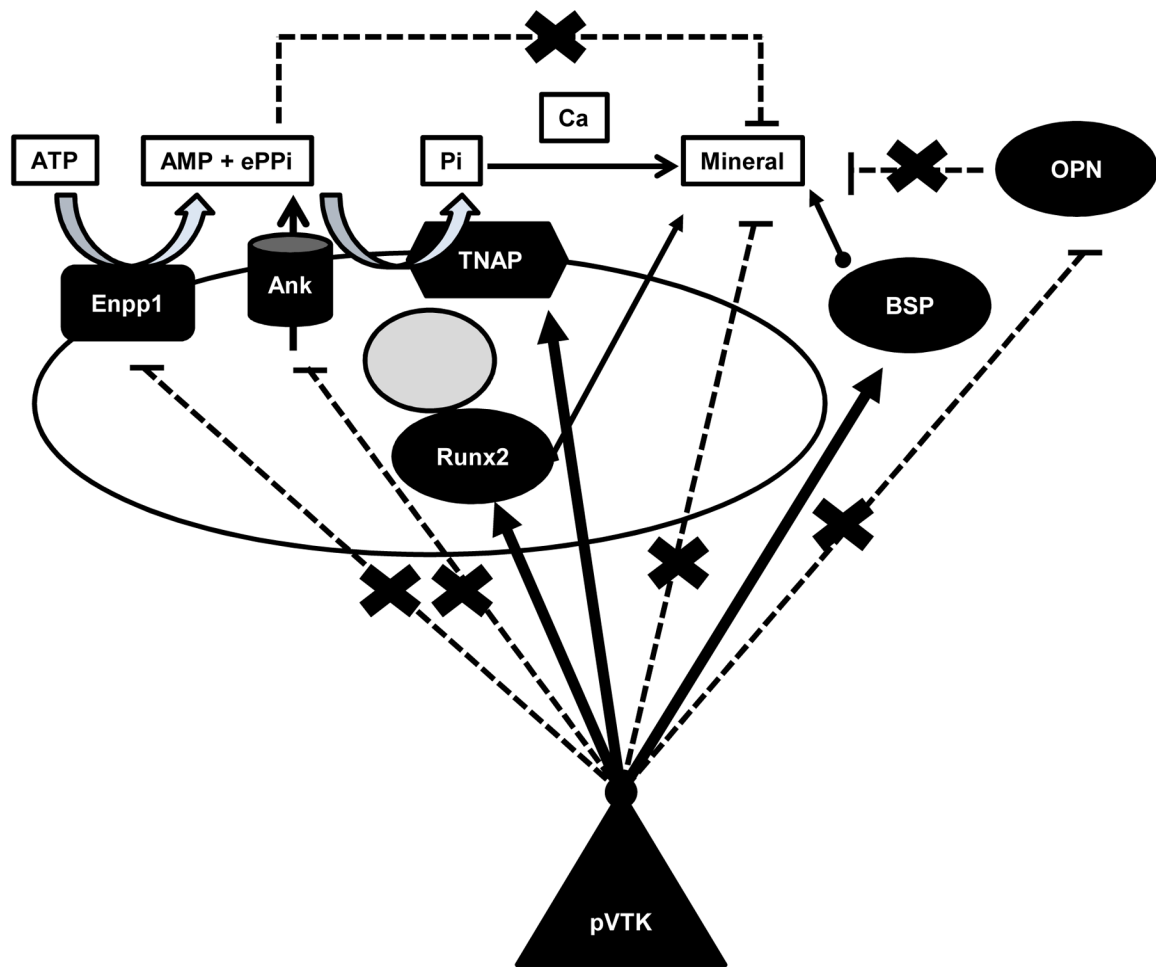 Ca
ATP
AMP + ePPi
Pi
Mineral
OPN
TNAP
Ank
Enpp1
BSP
Runx2
pVTK